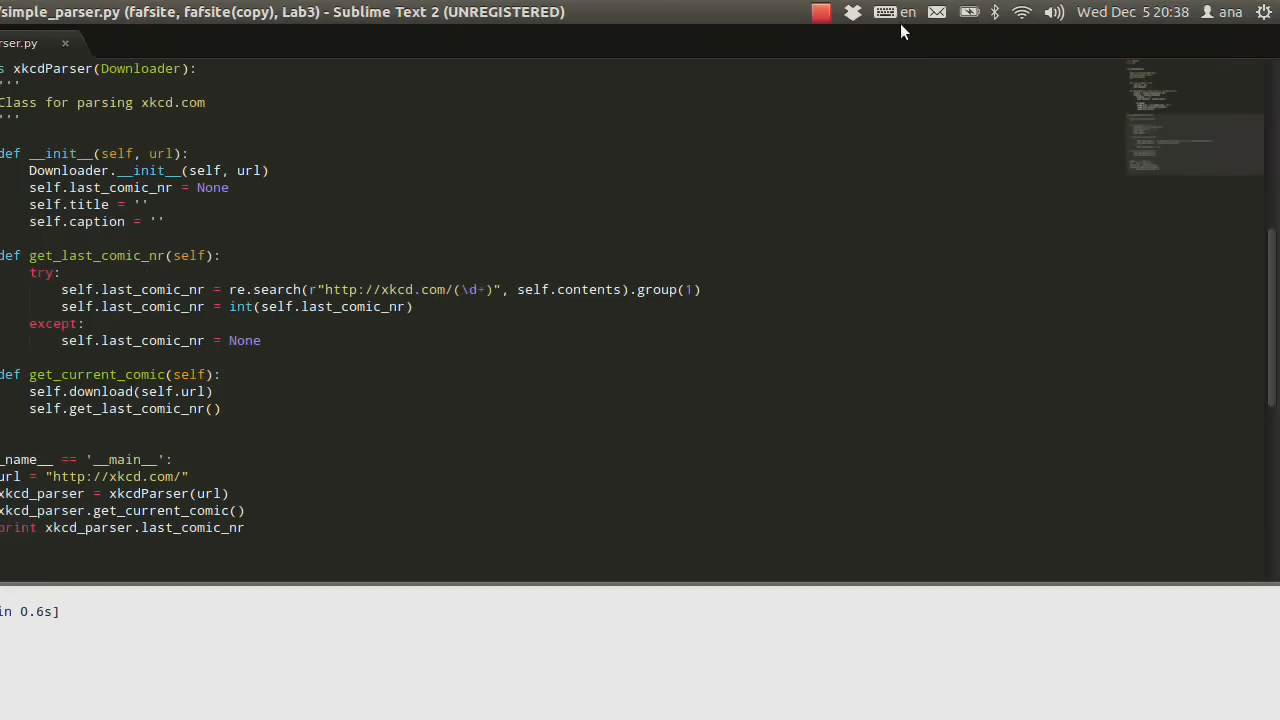 /simple_parser.py (fafsite, fafsite(copy), Lab3) - Sublime Text 2 (UNREGISTERED)
en
Wed Dec 5 20:38
ana
rser.py ×
s xkcdParser(Downloader):
'''
Class for parsing xkcd.com
'''
def __init__(self, url):
Downloader.__init__(self, url)
self.last_comic_nr = None
self.title = ''
self.caption = ''
def get_last_comic_nr(self):
try:
self.last_comic_nr = re.search(r"http://xkcd.com/(\d+)", self.contents).group(1)
self.last_comic_nr = int(self.last_comic_nr)
except:
self.last_comic_nr = None
def get_current_comic(self):
self.download(self.url)
self.get_last_comic_nr()
_name__ == '__main__':
url = "http://xkcd.com/"
xkcd_parser = xkcdParser(url)
xkcd_parser.get_current_comic()
print xkcd_parser.last_comic_nr
in 0.6s]